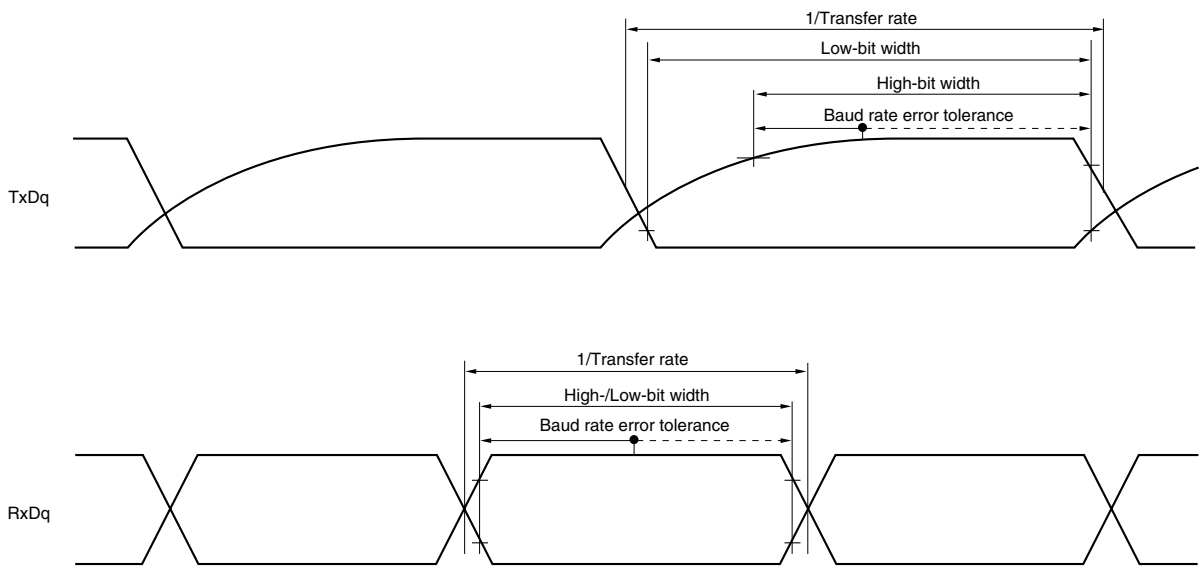 1/Transfer rate
Low-bit width
High-bit width
Baud rate error tolerance
TxDq
1/Transfer rate
High-/Low-bit width
Baud rate error tolerance
RxDq